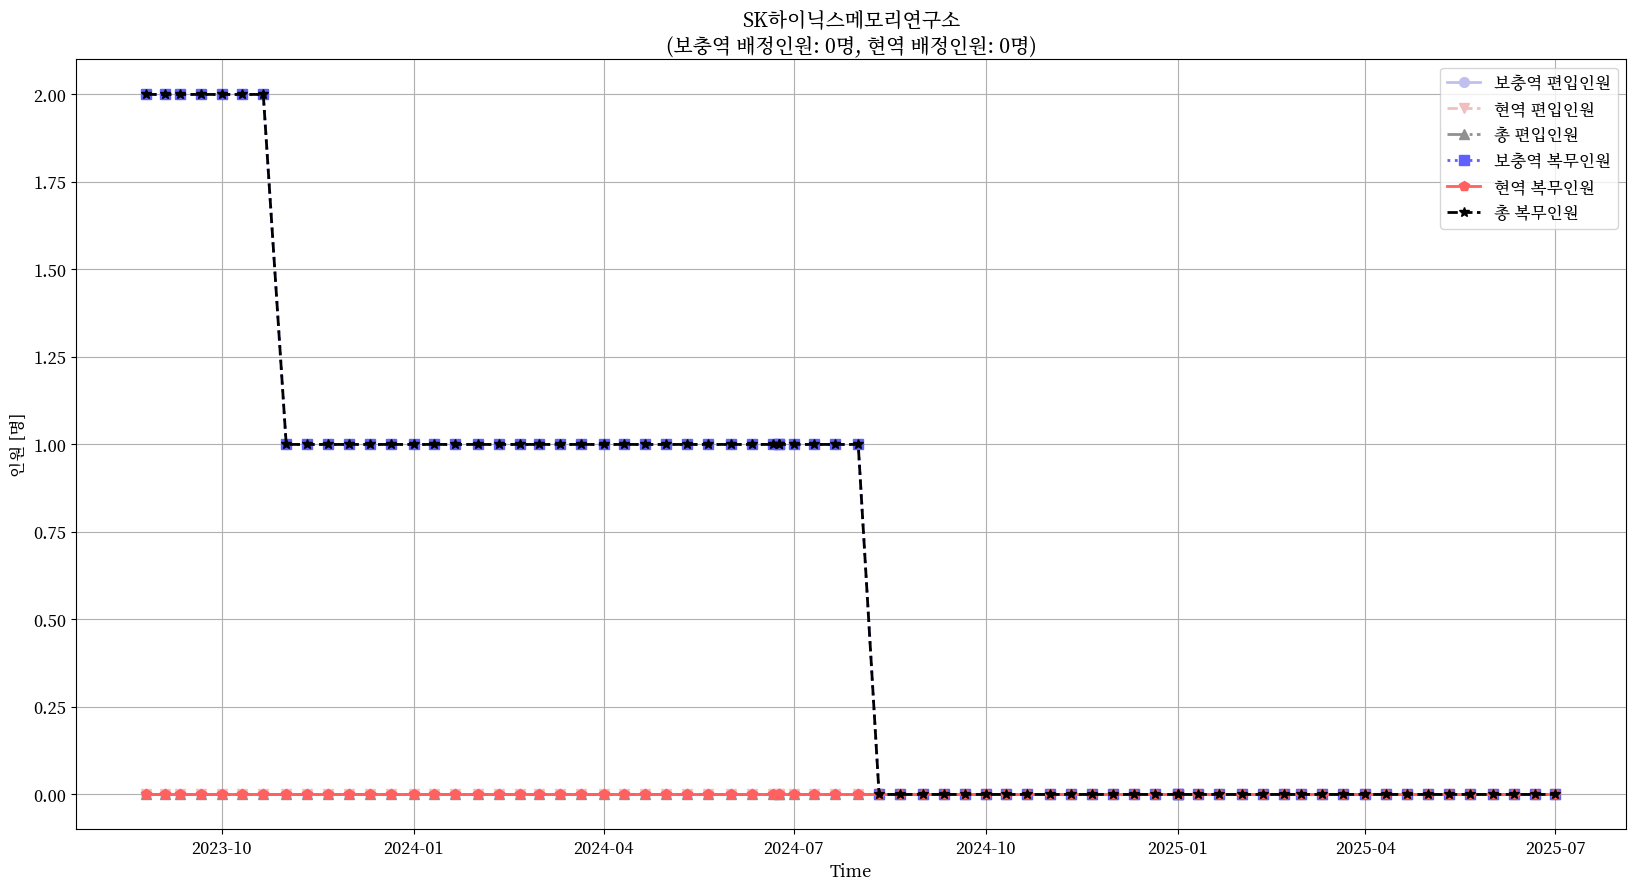 SK하이닉스메모리연구소
(보충역 배정인원: 0명, 현역 배정인원: 0명)
보충역 편입인원
현역 편입인원
총 편입인원
보충역 복무인원
현역 복무인원
총 복무인원
인원 [명]
2.00
1.75
1.50
1.25
1.00
0.75
0.50
0.25
0.00
2023-10
2024-01
2024-04
2024-07
2024-10
2025-01
2025-04
2025-07
Time